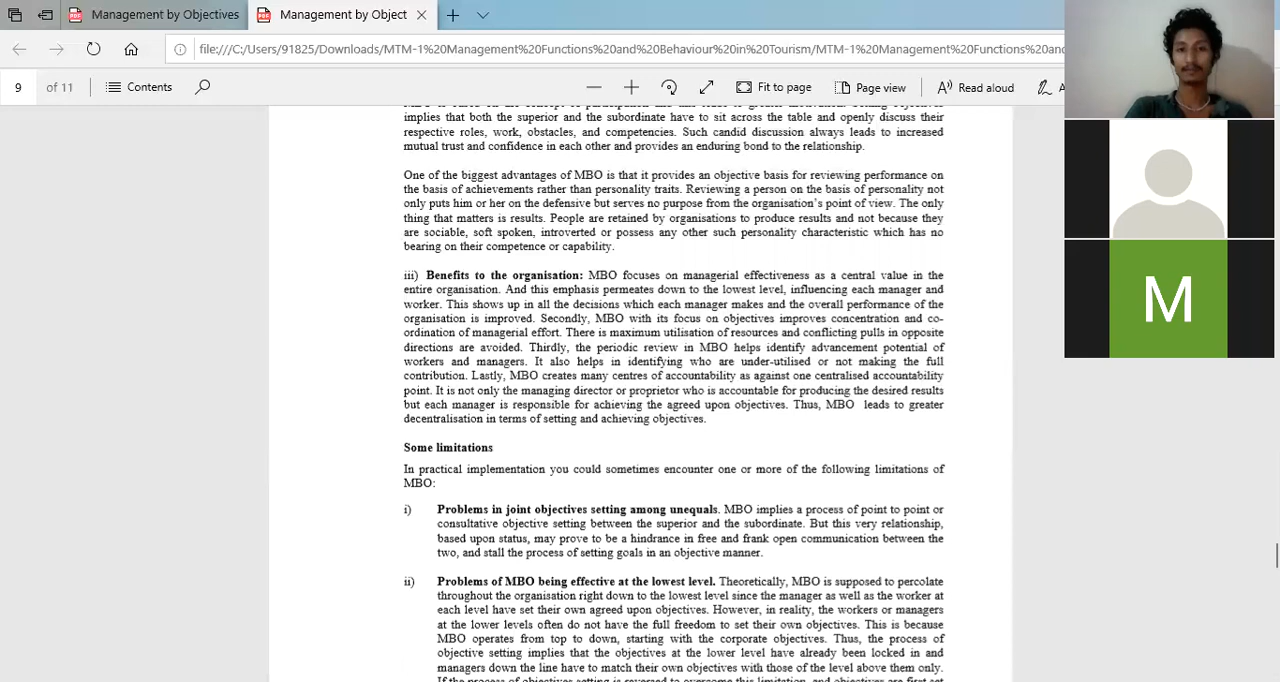 Management by Objectives
Management by Object
file:///C:/Users/91825/Downloads/MTM-1%20Management%20Functions%20and%20Behaviour%20in%20Tourism/MTM-1%20Management%20Functions%20and
9 of 11 Contents Fit to page Page view Read aloud
implies that both the superior and the subordinate have to sit across the table and openly discuss their
respective roles, work, obstacles, and competencies. Such candid discussion always leads to increased
mutual trust and confidence in each other and provides an enduring bond to the relationship.
One of the biggest advantages of MBO is that it provides an objective basis for reviewing performance on
the basis of achievements rather than personality traits. Reviewing a person on the basis of personality not
only puts him or her on the defensive but serves no purpose from the organisation's point of view. The only
thing that matters is results. People are retained by organisations to produce results and not because they
are sociable, soft spoken, introverted or possess any other such personality characteristic which has no
bearing on their competence or capability.
iii) Benefits to the organisation: MBO focuses on managerial effectiveness as a central value in the
entire organisation. And this emphasis permeates down to the lowest level, influencing each manager and
worker. This shows up in all the decisions which each manager makes and the overall performance of the
organisation is improved. Secondly, MBO with its focus on objectives improves concentration and co-
ordination of managerial effort. There is maximum utilisation of resources and conflicting pulls in opposite
directions are avoided. Thirdly, the periodic review in MBO helps identify advancement potential of
workers and managers. It also helps in identifying who are under-utilised or not making the full
contribution. Lastly, MBO creates many centres of accountability as against one centralised accountability
point. It is not only the managing director or proprietor who is accountable for producing the desired results
but each manager is responsible for achieving the agreed upon objectives. Thus, MBO leads to greater
decentralisation in terms of setting and achieving objectives.
Some limitations
In practical implementation you could sometimes encounter one or more of the following limitations of
MBO:
i) Problems in joint objectives setting among unequals. MBO implies a process of point to point or
consultative objective setting between the superior and the subordinate. But this very relationship,
based upon status, may prove to be a hindrance in free and frank open communication between the
two, and stall the process of setting goals in an objective manner.
ii) Problems of MBO being effective at the lowest level. Theoretically, MBO is supposed to percolate
throughout the organisation right down to the lowest level since the manager as well as the worker at
each level have set their own agreed upon objectives. However, in reality, the workers or managers
at the lower levels often do not have the full freedom to set their own objectives. This is because
MBO operates from top to down, starting with the corporate objectives. Thus, the process of
objective setting implies that the objectives at the lower level have already been locked in and
managers down the line have to match their own objectives with those of the level above them only.
If the process of objectives setting is reversed to overcome this limitation, and objectives are first set
M